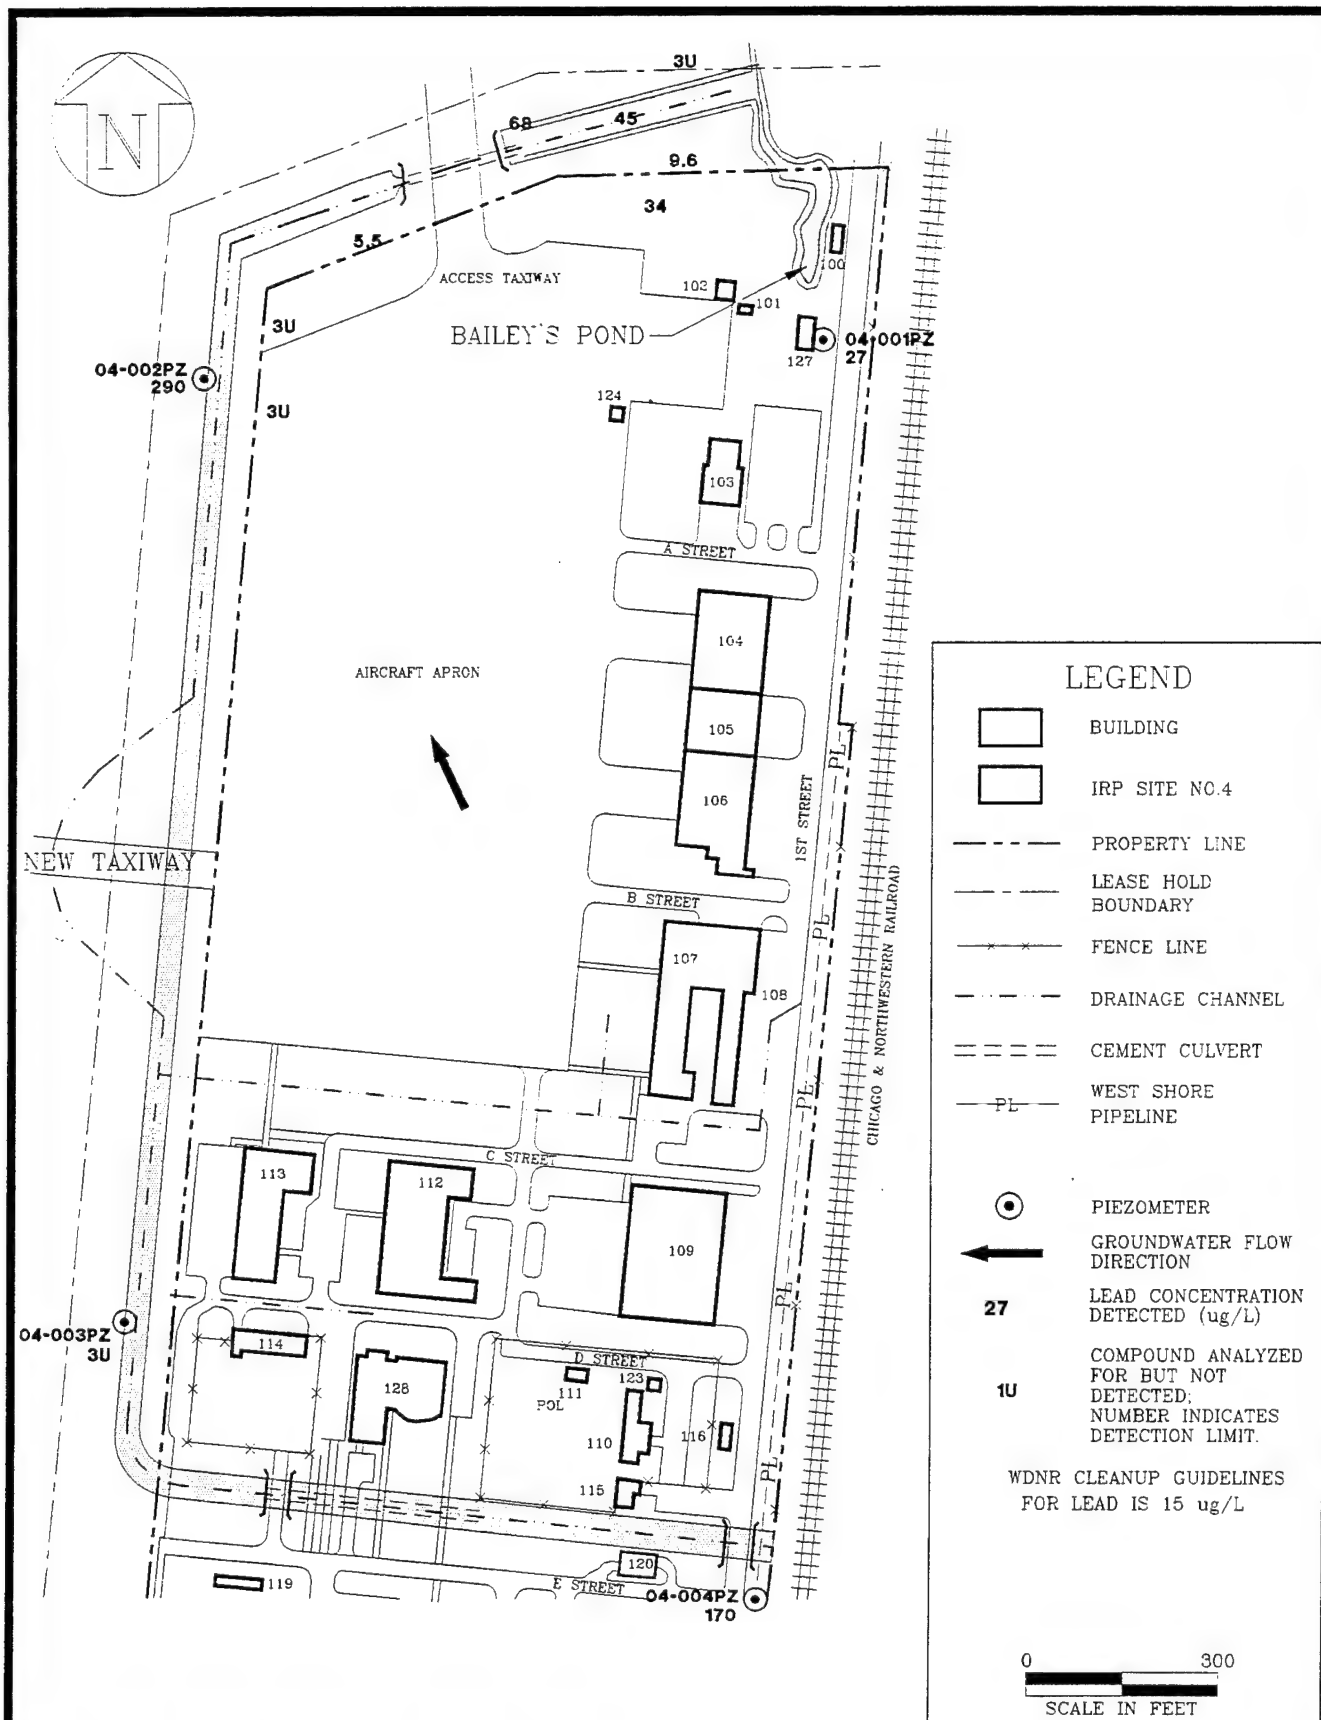 N
3U
68
45
9.6
34
5.5
ACCESS TAXIWAY
100
102
101
BAILEY'S POND
3U
04-001PZ
27
127
04-002PZ
290
3U
124
103
A STREET
104
AIRCRAFT APRON
105
PL
106
1ST STREET
NEW TAXIWAY
B STREET
PL
CHICAGO & NORTHWESTERN RAILROAD
107
108
PL
C STREET
113
112
109
PL
04-003PZ
3U
114
D STREET
128
111
123
POL
110
116
PL
115
120
119
E STREET
04-004PZ
170
LEGEND
BUILDING
IRP SITE NO.4
PROPERTY LINE
LEASE HOLD
BOUNDARY
FENCE LINE
DRAINAGE CHANNEL
CEMENT CULVERT
PL
WEST SHORE
PIPELINE
PIEZOMETER
GROUNDWATER FLOW
DIRECTION
27
LEAD CONCENTRATION
DETECTED (ug/L)
1U
COMPOUND ANALYZED
FOR BUT NOT
DETECTED;
NUMBER INDICATES
DETECTION LIMIT.
WDNR CLEANUP GUIDELINES
FOR LEAD IS 15 ug/L
0 300
SCALE IN FEET